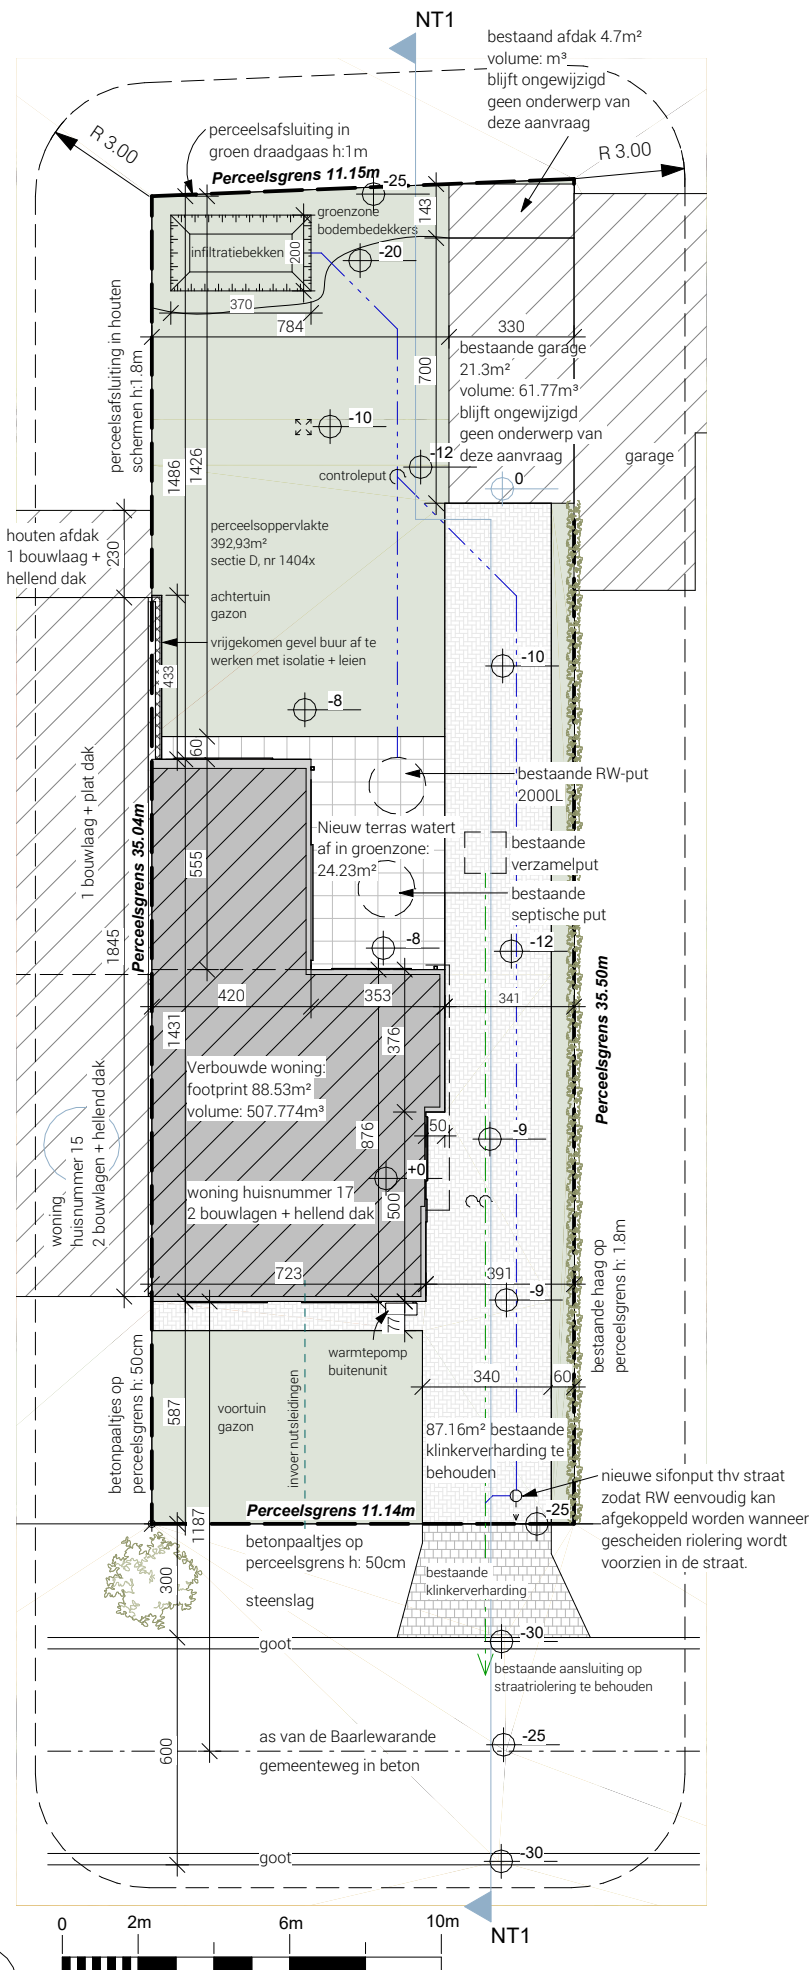 NT1
bestaand afdak 4.7m²
volume: m³
blijft ongewijzigd
geen onderwerp van
deze aanvraag
R 3.00
perceelsafsluiting in
groen draadgaas h:1m
R 3.00
Perceelsgrens 11.15m
-25
143
groenzone
bodembedekkers
infiltratiebekken
200
-20
370
784
330
perceelsafsluiting in houten
schermen h:1.8m
700
bestaande garage
21.3m²
volume: 61.77m³
blijft ongewijzigd
geen onderwerp van
deze aanvraag
garage
-10
-12
1486
1426
controleput
0
perceelsoppervlakte
392,93m²
sectie D, nr 1404x
houten afdak
1 bouwlaag +
hellend dak
230
achtertuin
gazon
vrijgekomen gevel buur af te
werken met isolatie + leien
-10
433
-8
60
1 bouwlaag + plat dak
bestaande RW-put
2000L
Perceelsgrens 35.04m
Nieuw terras watert
af in groenzone:
24.23m²
bestaande
verzamelput
555
bestaande
septische put
1845
-8
-12
420
353
341
Perceelsgrens 35.50m
1431
376
Verbouwde woning:
footprint 88.53m²
volume: 507.774m³
876
50
-9
+0
woning
huisnummer 15
2 bouwlagen + hellend dak
woning huisnummer 17
2 bouwlagen + hellend dak
500
3
723
391
-9
bestaande haag op
perceelsgrens h: 1.8m
77
warmtepomp
buitenunit
340
60
betonpaaltjes op
perceelsgrens h: 50cm
587
voortuin
gazon
invoer nutsleidingen
87.16m² bestaande
klinkerverharding te
behouden
nieuwe sifonput thv straat
zodat RW eenvoudig kan
afgekoppeld worden wanneer
gescheiden riolering wordt
voorzien in de straat.
Perceelsgrens 11.14m
-25
1187
betonpaaltjes op
perceelsgrens h: 50cm
300
bestaande
klinkerverharding
steenslag
-30
goot
bestaande aansluiting op
straatriolering te behouden
600
as van de Baarlewarande
-25
gemeenteweg in beton
goot
-30
0
2m
6m
10m
NT1